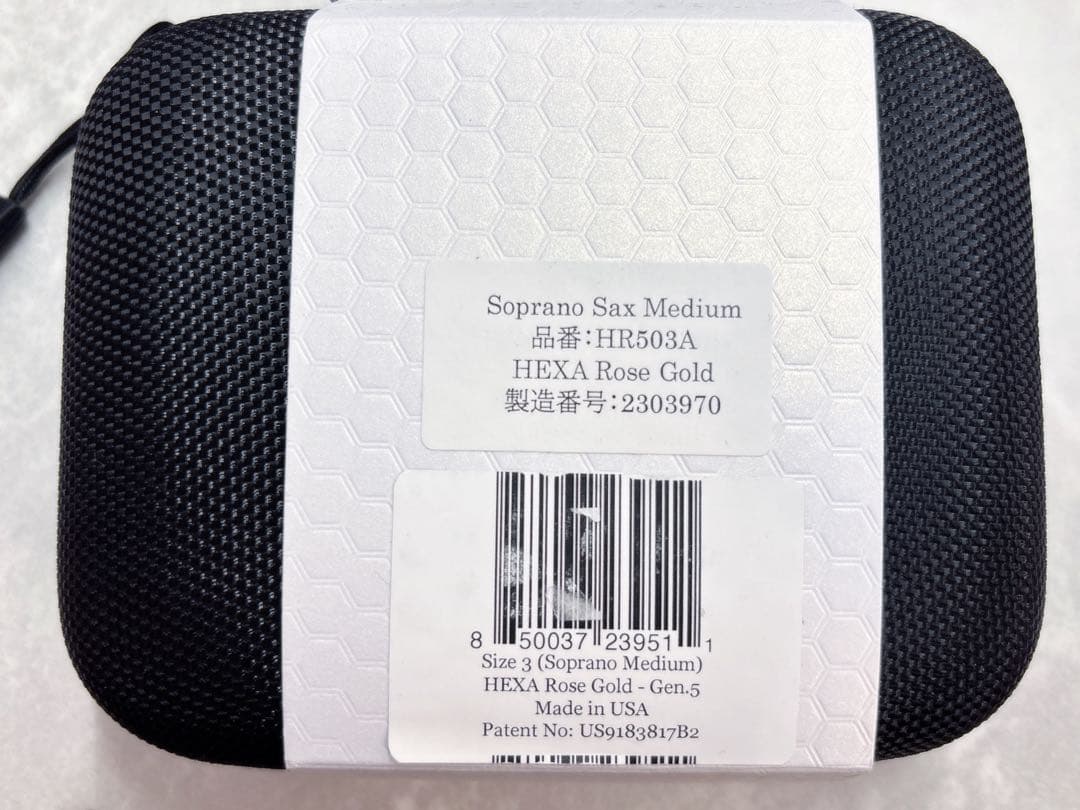 Soprano Sax Medium
品番:HR503A
HEXA Rose Gold
製造番号:2303970
8 50037 23951 1
Size 3 (Soprano Medium)
HEXA Rose Gold - Gen.5
Made in USA
Patent No: US9183817B2